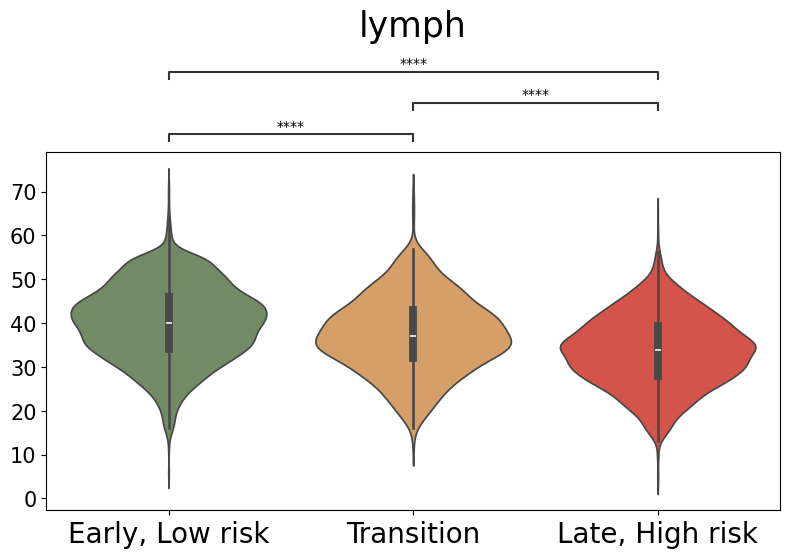 lymph
****
****
****
70
60
50
40
30
20
10
0
Early, Low risk
Transition
Late, High risk